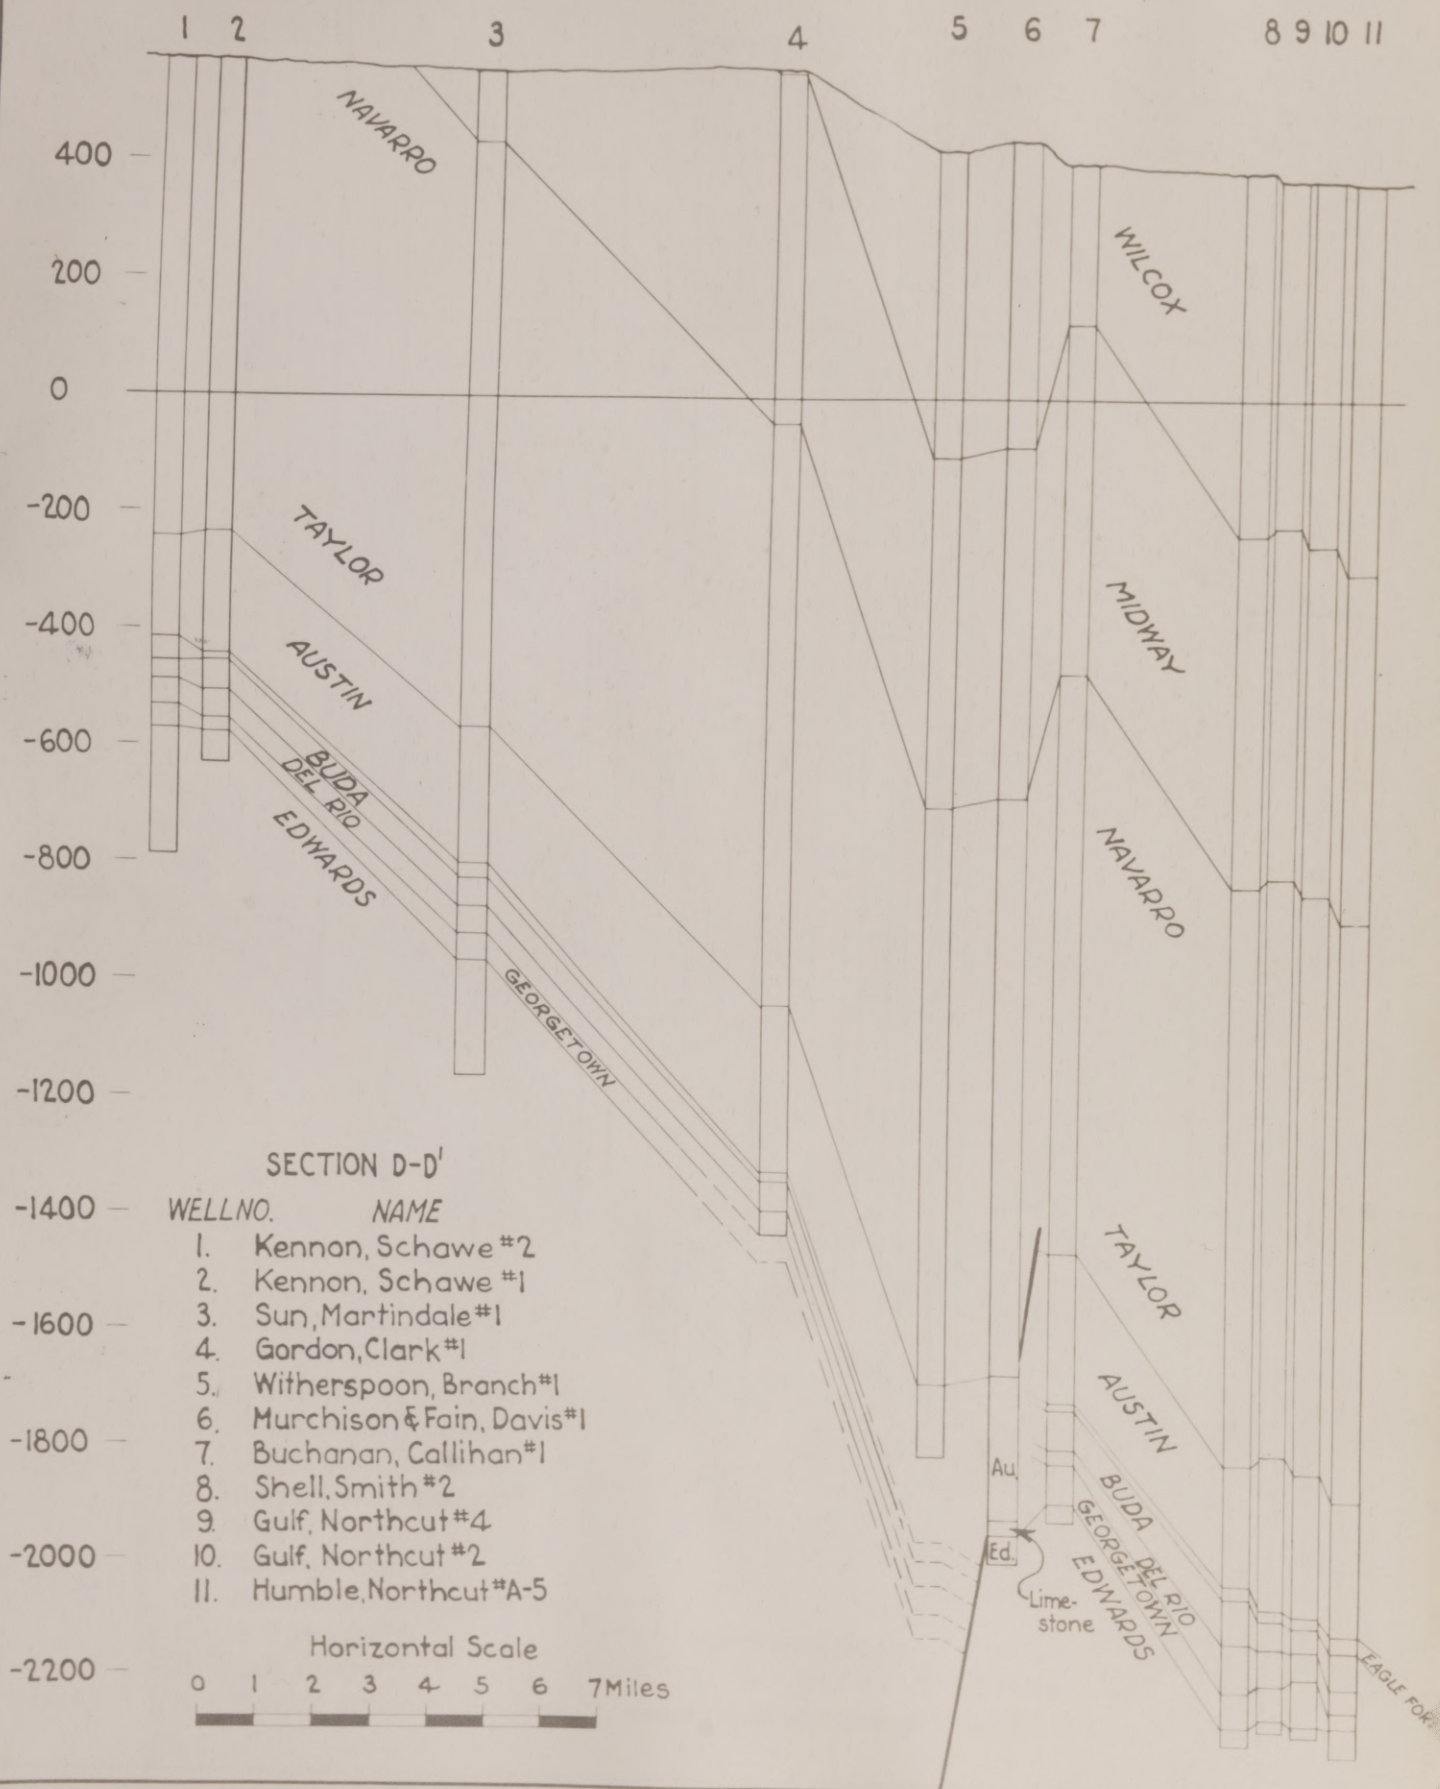 1 2 3 4 5 6 7 8 9 10 11
NAVARRO
400
200
WILCOX
0
-200
TAYLOR
-400
AUSTIN
MIDWAY
-600
BUDA
DEL RIO
-800
EDWARDS
NAVARRO
-1000
GEORGETOWN
-1200
SECTION D-D'
-1400
WELL NO. NAME
1. Kennon, Schawe #2
2. Kennon, Schawe #1
3. Sun, Martindale #1
4. Gordon, Clark #1
5. Witherspoon, Branch #1
6. Murchison & Fain, Davis #1
7. Buchanan, Callihan #1
8. Shell, Smith #2
9. Gulf, Northcut #4
10. Gulf, Northcut #2
11. Humble, Northcut #A-5
TAYLOR
-1600
AUSTIN
-1800
Au.
BUDA
DEL RIO
GEORGETOWN
EDWARDS
-2000
Ed.
Lime-
stone
-2200
EAGLE
Horizontal Scale
0 1 2 3 4 5 6 7 Miles